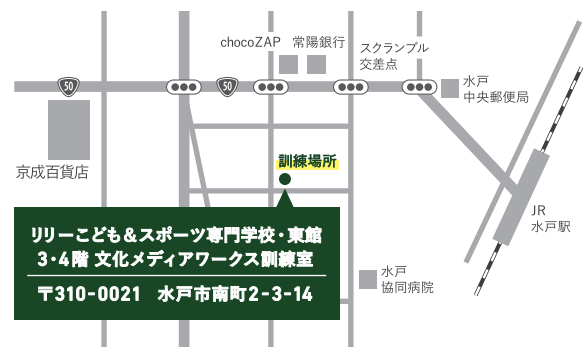 chocoZAP
常陽銀行
スクランブル
交差点
50
50
水戸
中央郵便局
京成百貨店
訓練場所
JR
水戸駅
リリーこども&スポーツ専門学校・東館
3・4階 文化メディアワークス訓練室
〒310-0021 水戸市南町2-3-14
水戸
協同病院